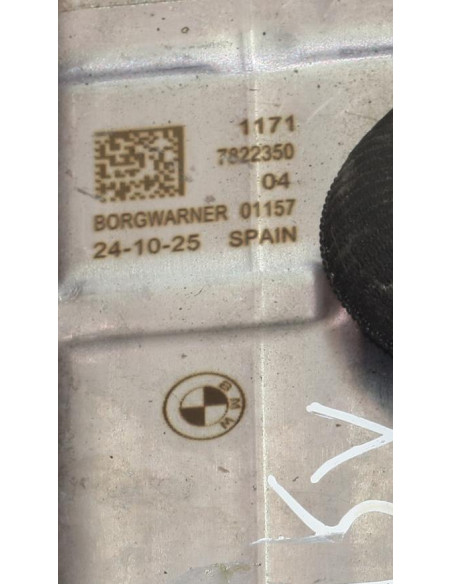 1171
7822350
04
BORGWARNER 01157
24-10-25 SPAIN
BMW